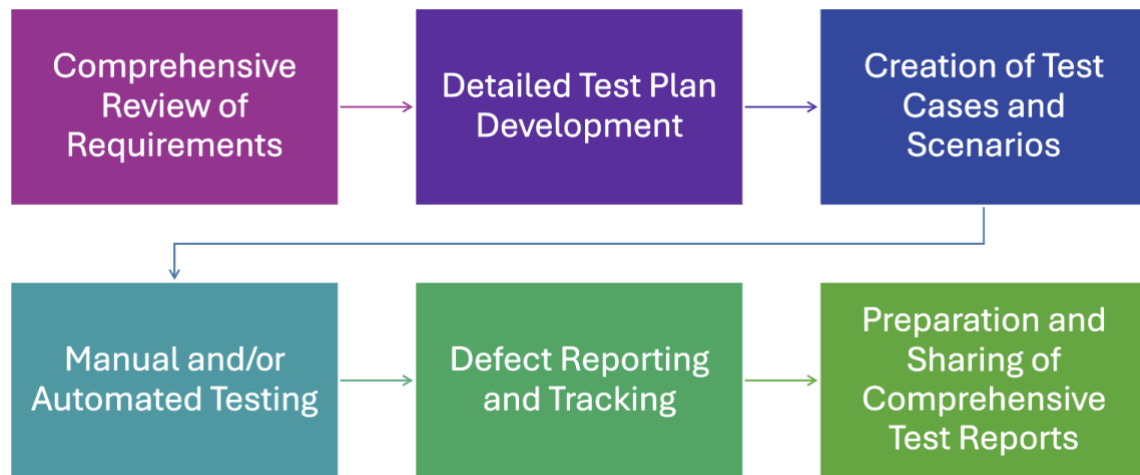 Comprehensive
Review of
Requirements
Detailed Test Plan
Development
Creation of Test
Cases and
Scenarios
Manual and/or
Automated Testing
Defect Reporting
and Tracking
Preparation and
Sharing of
Comprehensive
Test Reports